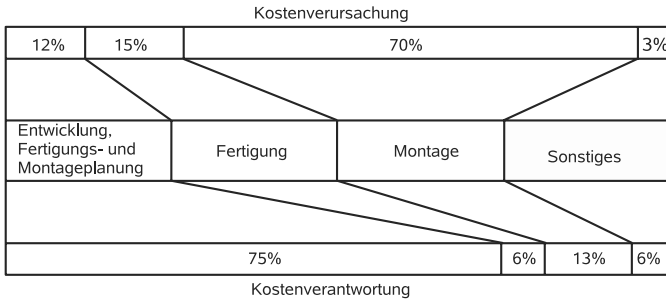 Kostenverursachung
12% 15% 70% 3%
Entwicklung,
Fertigungs- und
Montageplanung
Fertigung
Montage
Sonstiges
75% 6% 13% 6%
Kostenverantwortung